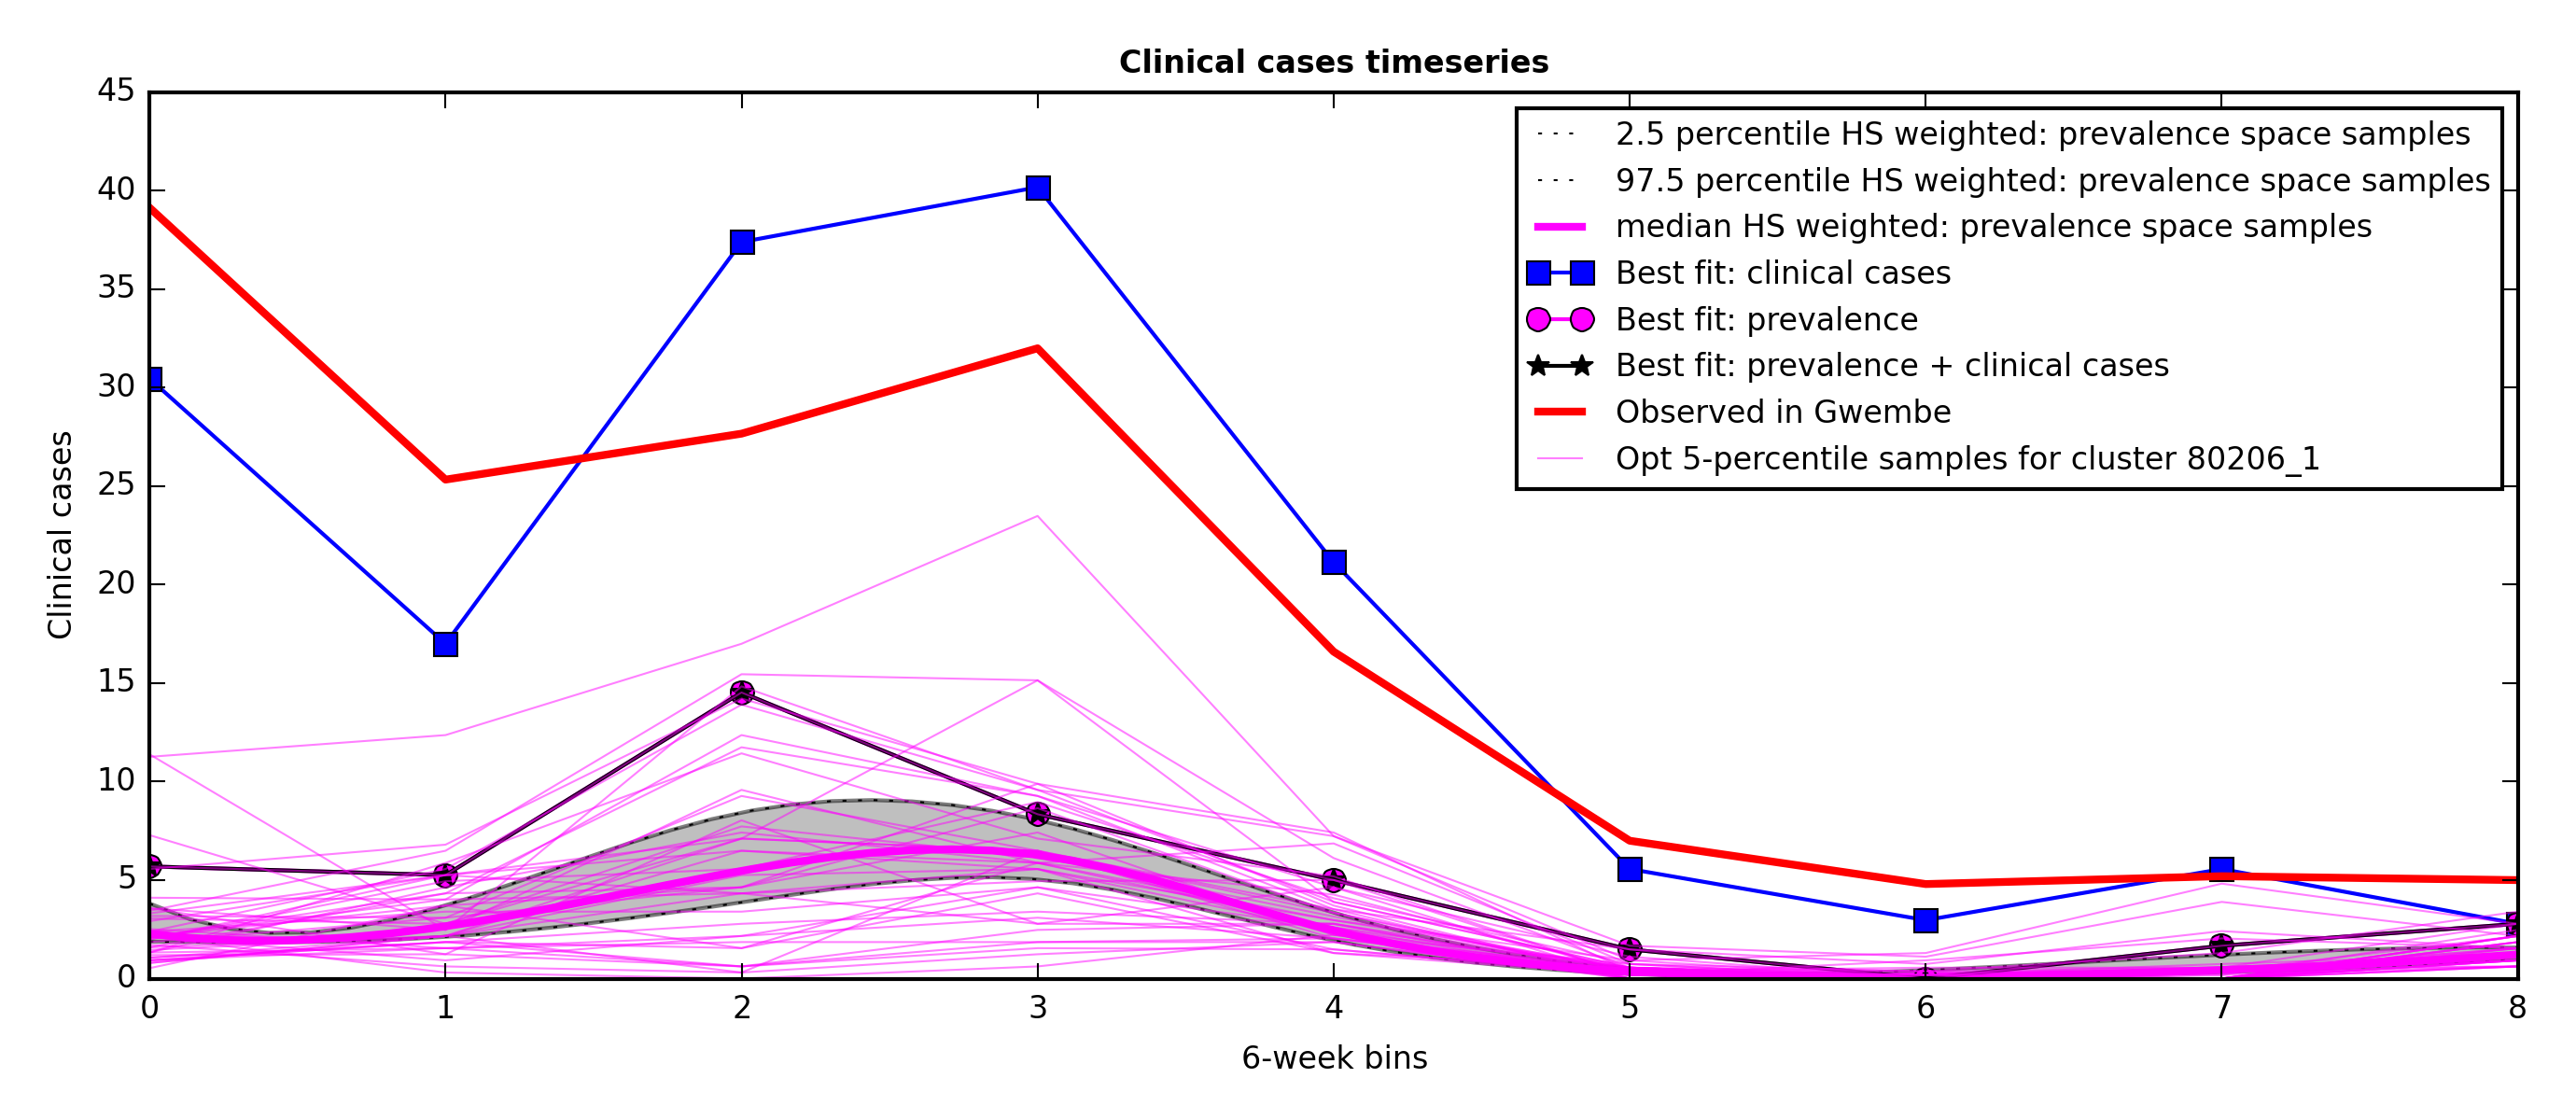 Clinical cases timeseries
45
40
35
30
25
20
15
10
5
0
Clinical cases
2.5 percentile HS weighted: prevalence space samples
97.5 percentile HS weighted: prevalence space samples
median HS weighted: prevalence space samples
Best fit: clinical cases
Best fit: prevalence
Best fit: prevalence + clinical cases
Observed in Gwembe
Opt 5-percentile samples for cluster 80206_1
0 1 2 3 4 5 6 7 8
6-week bins